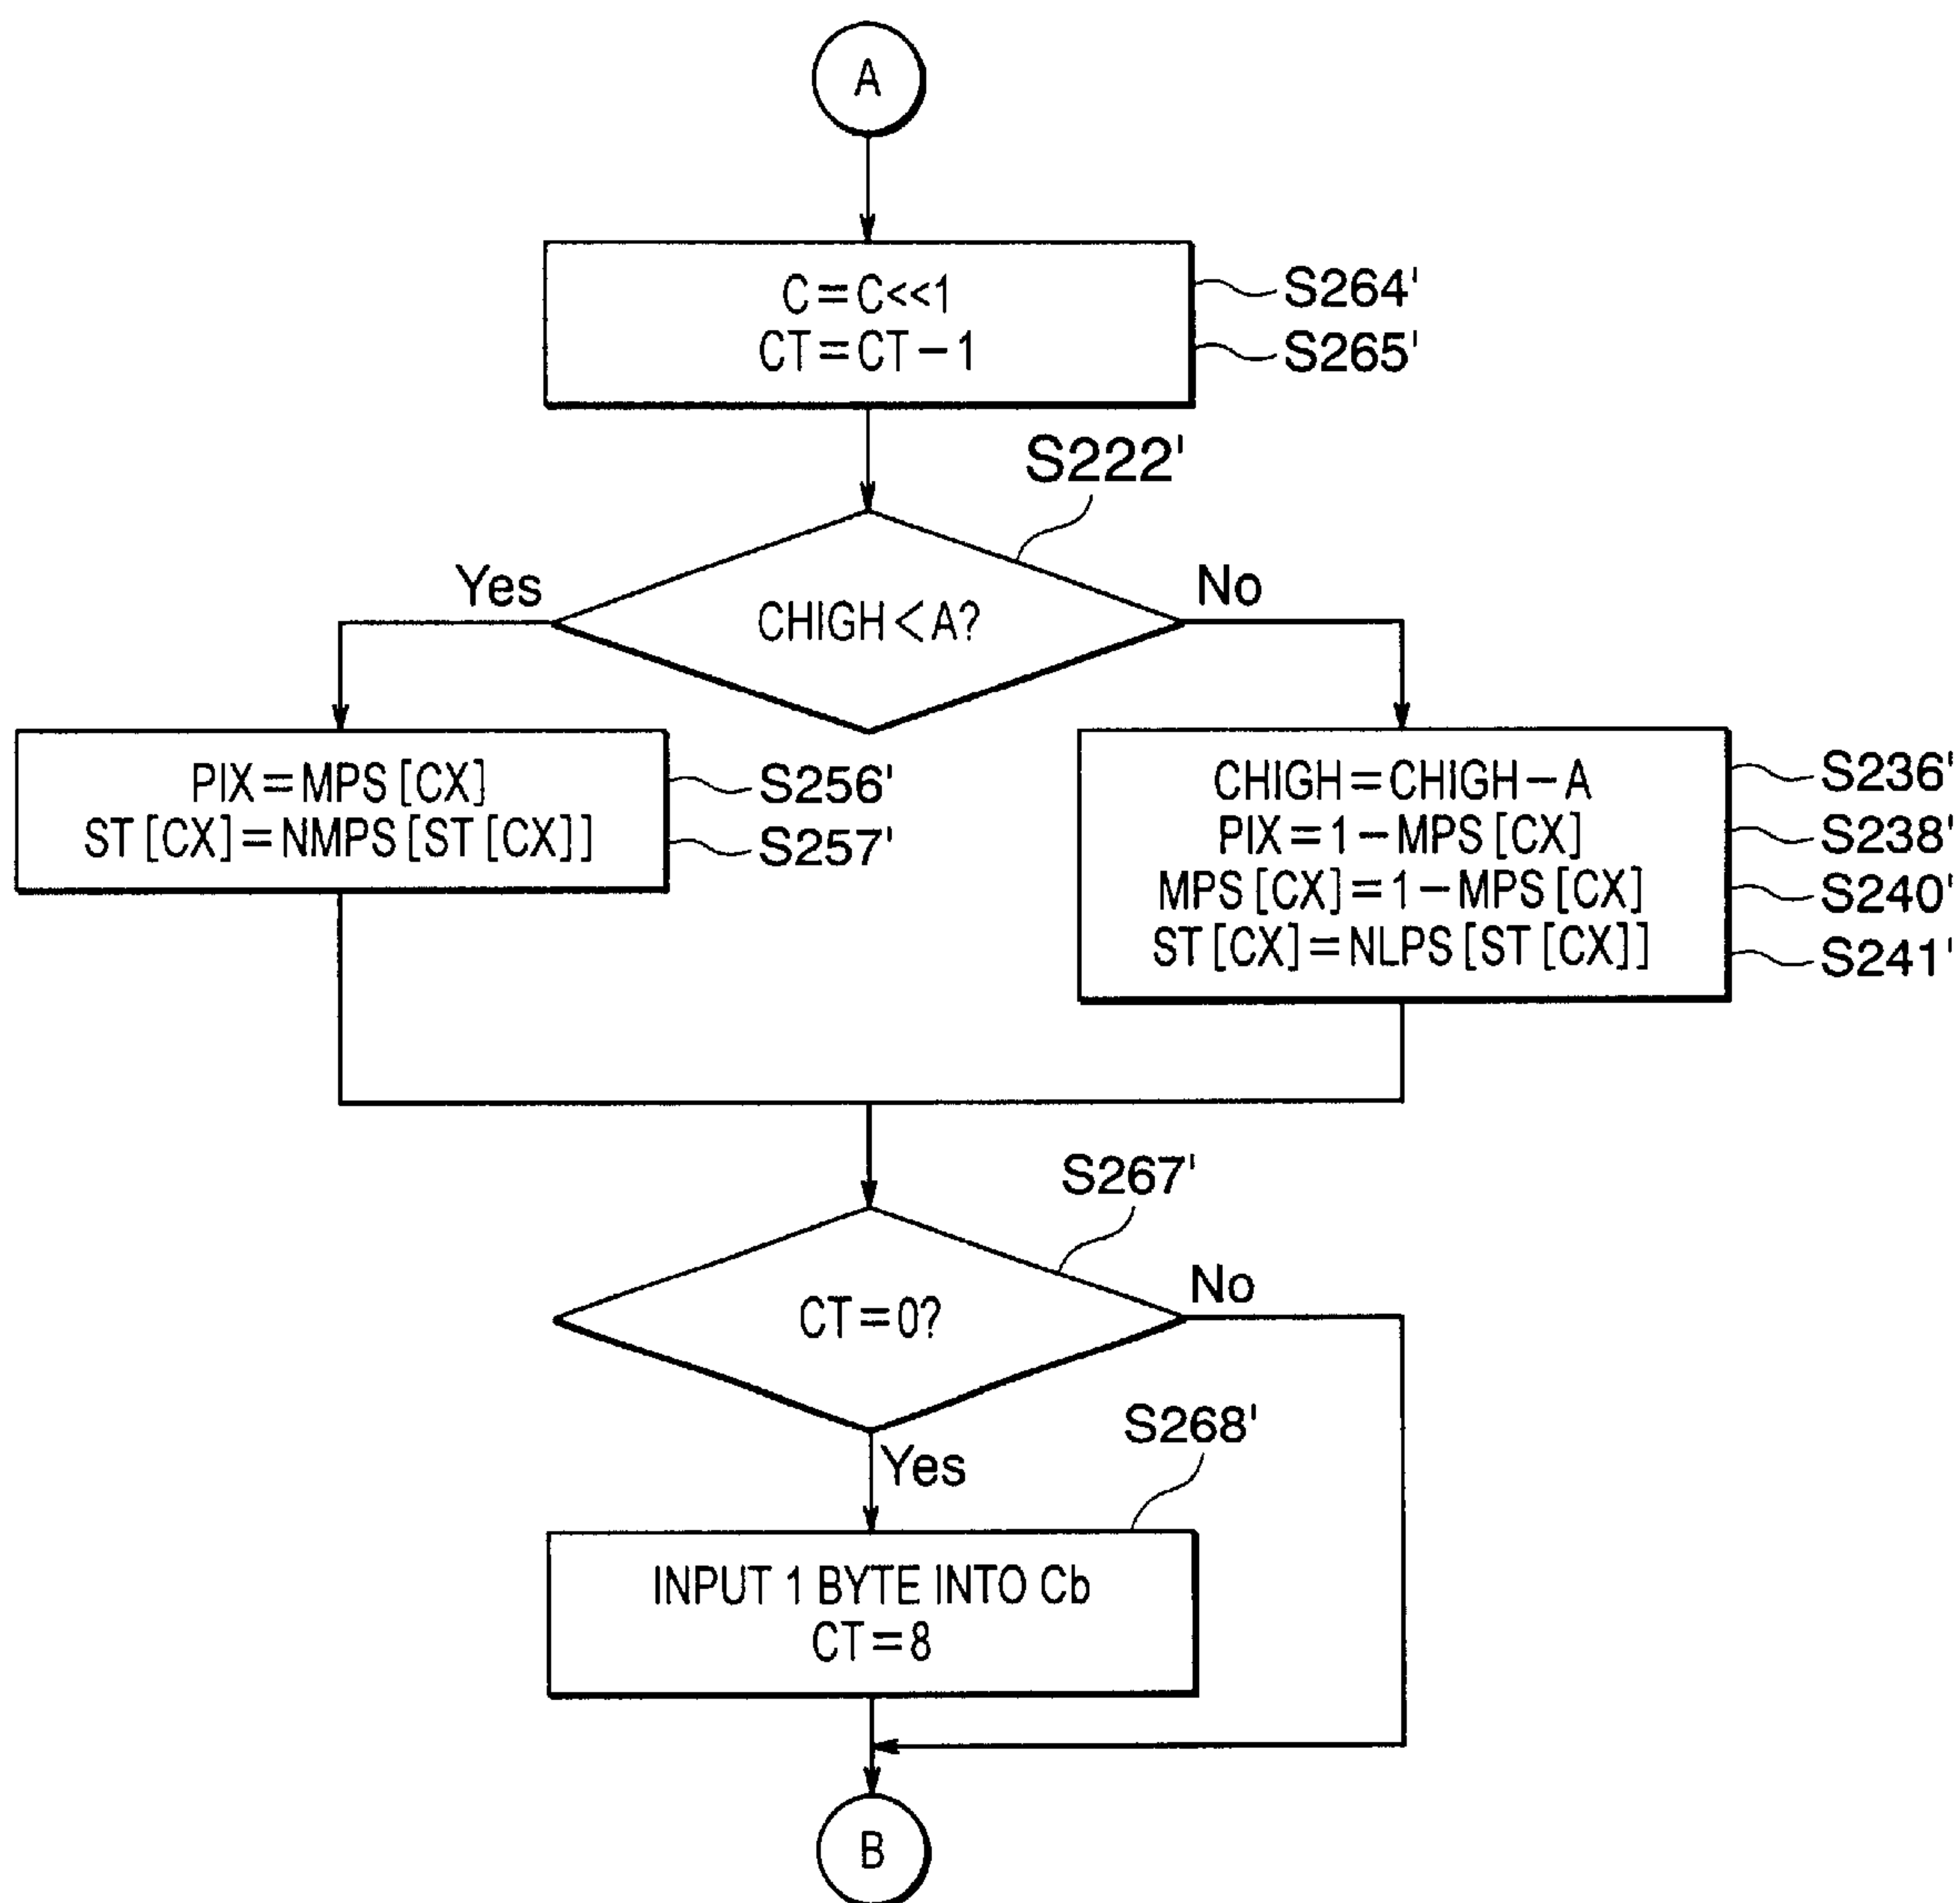 A
C=C<<1
CT=CT-1
S264'
S265'
S222'
Yes
CHIGH<A?
No
PIX=MPS[CX]
ST[CX]=NMPS[ST[CX]]
S256'
S257'
CHIGH=CHIGH-A
PIX=1-MPS[CX]
MPS[CX]=1-MPS[CX]
ST[CX]=NLPS[ST[CX]]
S236'
S238'
S240'
S241'
S267'
CT=0?
No
Yes
S268'
INPUT 1 BYTE INTO Cb
CT=8
B